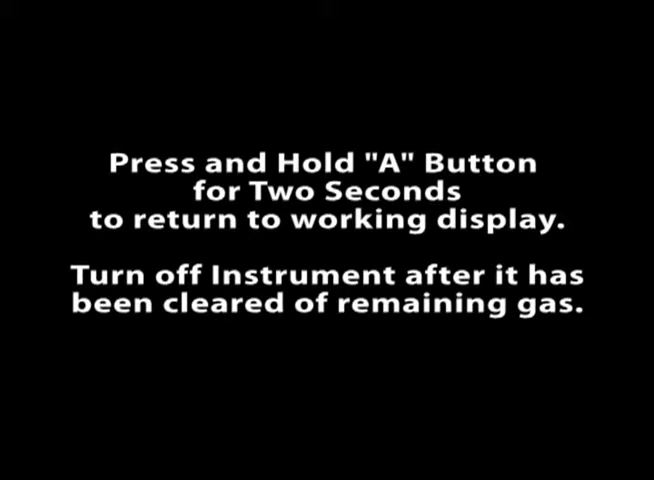 Press and Hold "A" Button
for Two Seconds
to return to working display.
Turn off Instrument after it has
been cleared of remaining gas.